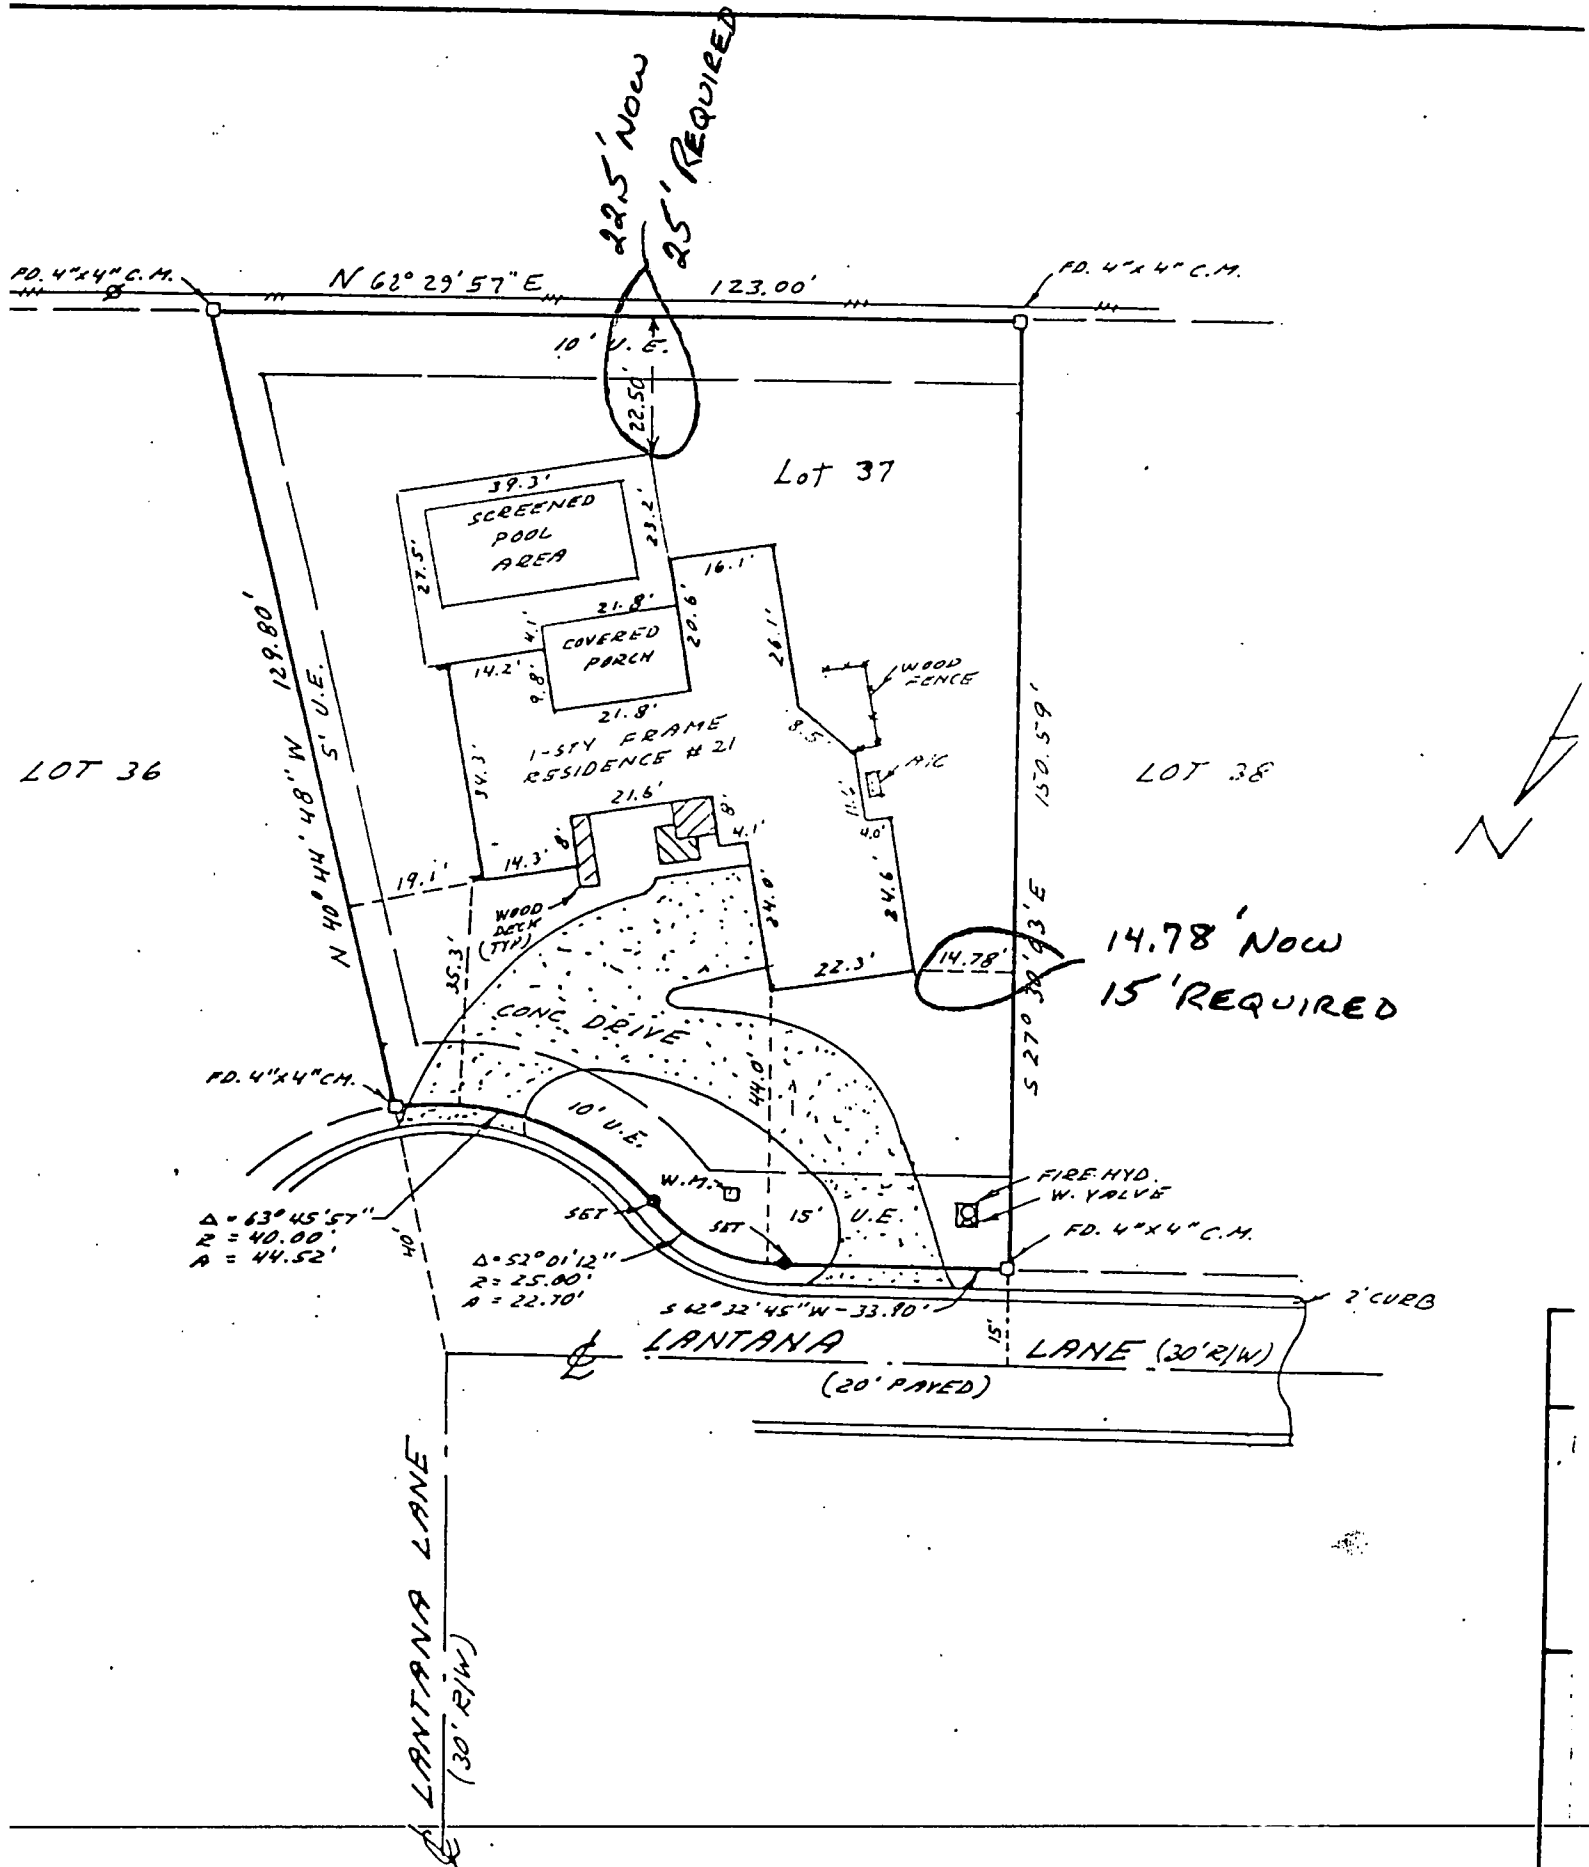 22.5' NOW
25' REQUIRED
FD. 4"x4" C.M.
N 62° 29' 57" E
123.00'
FD. 4"x4" C.M.
10' U.E.
22.50'
LOT 37
39.3'
SCREENED
POOL
AREA
23.2'
27.5'
16.1'
21.8'
4.1'
COVERED
PORCH
20.6'
26.1'
14.2'
9.8'
21.8'
WOOD
FENCE
8.5'
129.80'
5' U.E.
N 40° 44' 48" W
150.59'
S 27° 30' 03" E
LOT 36
1-STY FRAME
RESIDENCE # 21
34.3'
A/C
LOT 38
21.6'
8'
8'
4.1'
11.5'
4.0'
N
14.3'
19.1'
WOOD
DECK
(TYP)
24.0'
24.6'
35.3'
22.3'
14.78'
14.78' NOW
15' REQUIRED
CONC DRIVE
44.0'
FD. 4"x4" C.M.
10' U.E.
W.M.
SET
SET
15' U.E.
FIRE HYD.
W. VALVE
FD. 4"x4" C.M.
Δ = 63° 45' 57"
R = 40.00'
A = 44.52'
40'
Δ = 52° 01' 12"
R = 25.00'
A = 22.70'
S 62° 32' 45" W - 33.90'
2' CURB
15'
LANTANA LANE (30' R/W)
(20' PAVED)
LANTANA LANE
(30' R/W)